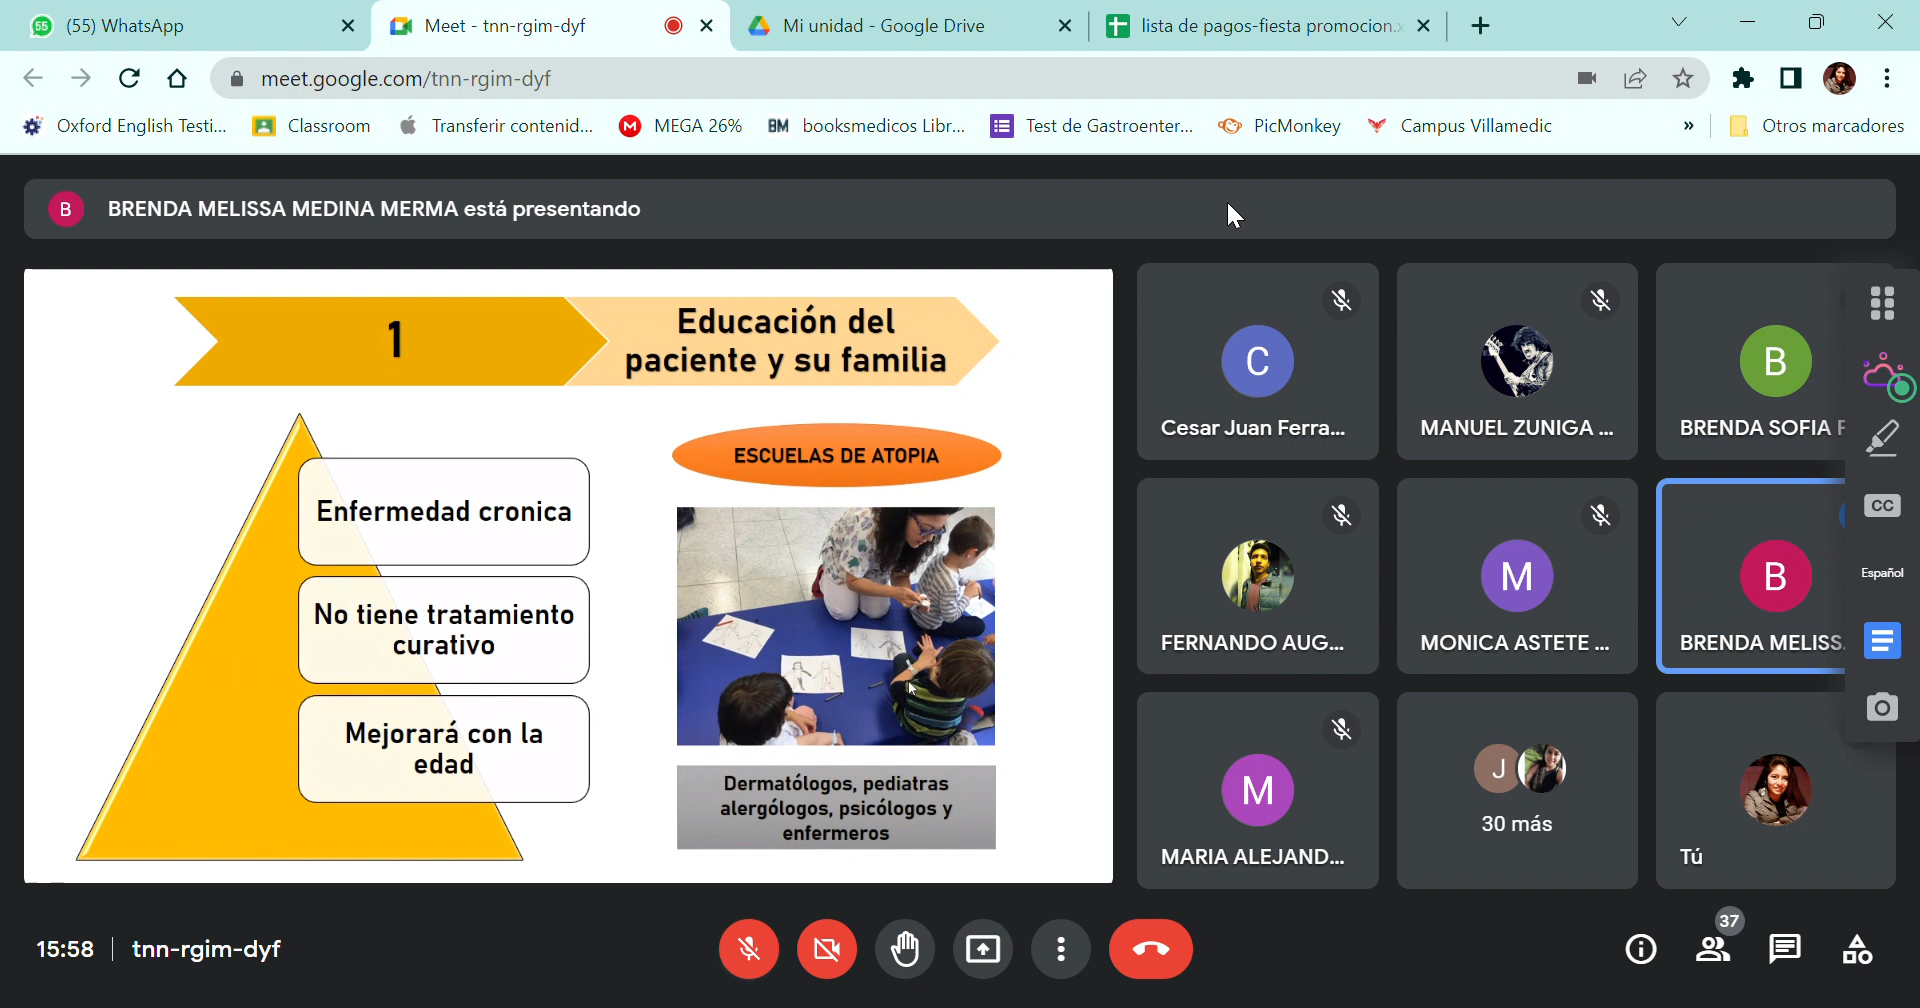 55
(55) WhatsApp
Meet - tnn-rgim-dyf
Mi unidad - Google Drive
lista de pagos-fiesta promocion.x
meet.google.com/tnn-rgim-dyf
Oxford English Testi...
Classroom
Transferir contenid...
M
MEGA 26%
BM
booksmedicos Libr...
Test de Gastroenter...
PicMonkey
Campus Villamedic
»
Otros marcadores
B
BRENDA MELISSA MEDINA MERMA está presentando
1
Educación del
paciente y su familia
Enfermedad cronica
No tiene tratamiento
curativo
Mejorará con la
edad
ESCUELAS DE ATOPIA
Dermatólogos, pediatras
alergólogos, psicólogos y
enfermeros
C
Cesar Juan Ferra...
MANUEL ZUNIGA ...
B
BRENDA SOFIA
FERNANDO AUG...
M
MONICA ASTETE ...
B
BRENDA MELISS.
M
MARIA ALEJAND...
J
30 más
Tú
CC
Español
15:58
tnn-rgim-dyf
37